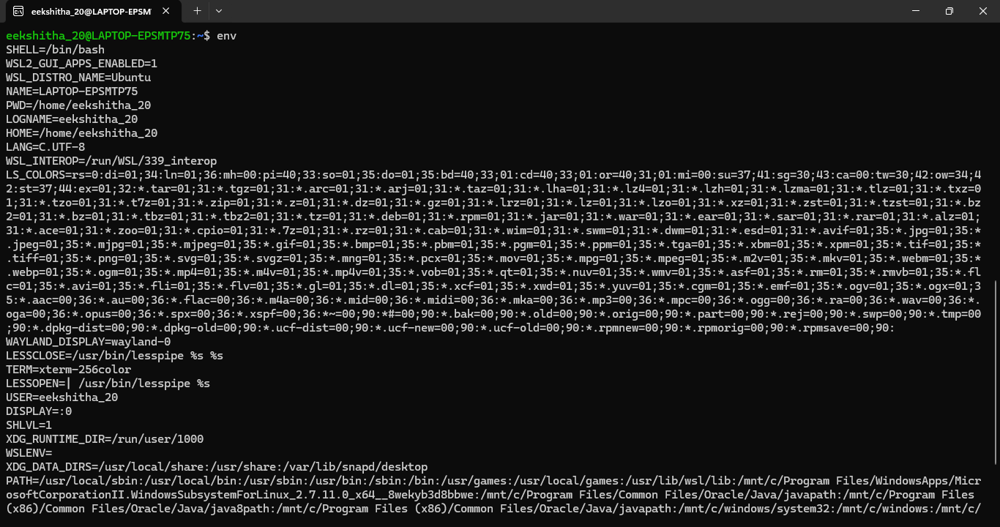 eekshitha_20@LAPTOP-EPSM
eekshitha_20@LAPTOP-EPSMTP75:~$ env
SHELL=/bin/bash
WSL2_GUI_APPS_ENABLED=1
WSL_DISTRO_NAME=Ubuntu
NAME=LAPTOP-EPSMTP75
PWD=/home/eekshitha_20
LOGNAME=eekshitha_20
HOME=/home/eekshitha_20
LANG=C.UTF-8
WSL_INTEROP=/run/WSL/339_interop
LS_COLORS=rs=0:di=01;34:ln=01;36:mh=00:pi=40;33:so=01;35:do=01;35:bd=40;33;01:cd=40;33;01:or=40;31;01:mi=00:su=37;41:sg=30;43:ca=00:tw=30;42:ow=34;4
2:st=37;44:ex=01;32:*.tar=01;31:*.tgz=01;31:*.arc=01;31:*.arj=01;31:*.taz=01;31:*.lha=01;31:*.lz4=01;31:*.lzh=01;31:*.lzma=01;31:*.tlz=01;31:*.txz=0
1;31:*.tzo=01;31:*.t7z=01;31:*.zip=01;31:*.z=01;31:*.dz=01;31:*.gz=01;31:*.lrz=01;31:*.lz=01;31:*.lzo=01;31:*.xz=01;31:*.zst=01;31:*.tzst=01;31:*.bz
2=01;31:*.bz=01;31:*.tbz=01;31:*.tbz2=01;31:*.tz=01;31:*.deb=01;31:*.rpm=01;31:*.jar=01;31:*.war=01;31:*.ear=01;31:*.sar=01;31:*.rar=01;31:*.alz=01;
31:*.ace=01;31:*.zoo=01;31:*.cpio=01;31:*.7z=01;31:*.rz=01;31:*.cab=01;31:*.wim=01;31:*.swm=01;31:*.dwm=01;31:*.esd=01;31:*.avif=01;35:*.jpg=01;35:*
.jpeg=01;35:*.mjpg=01;35:*.mjpeg=01;35:*.gif=01;35:*.bmp=01;35:*.pbm=01;35:*.pgm=01;35:*.ppm=01;35:*.tga=01;35:*.xbm=01;35:*.xpm=01;35:*.tif=01;35:*
.tiff=01;35:*.png=01;35:*.svg=01;35:*.svgz=01;35:*.mng=01;35:*.pcx=01;35:*.mov=01;35:*.mpg=01;35:*.mpeg=01;35:*.m2v=01;35:*.mkv=01;35:*.webm=01;35:*
.webp=01;35:*.ogm=01;35:*.mp4=01;35:*.m4v=01;35:*.mp4v=01;35:*.vob=01;35:*.qt=01;35:*.nuv=01;35:*.wmv=01;35:*.asf=01;35:*.rm=01;35:*.rmvb=01;35:*.fl
c=01;35:*.avi=01;35:*.fli=01;35:*.flv=01;35:*.gl=01;35:*.dl=01;35:*.xcf=01;35:*.xwd=01;35:*.yuv=01;35:*.cgm=01;35:*.emf=01;35:*.ogv=01;35:*.ogx=01;3
5:*.aac=00;36:*.au=00;36:*.flac=00;36:*.m4a=00;36:*.mid=00;36:*.midi=00;36:*.mka=00;36:*.mp3=00;36:*.mpc=00;36:*.ogg=00;36:*.ra=00;36:*.wav=00;36:*.
oga=00;36:*.opus=00;36:*.spx=00;36:*.xspf=00;36:*~=00;90:*#=00;90:*.bak=00;90:*.old=00;90:*.orig=00;90:*.part=00;90:*.rej=00;90:*.swp=00;90:*.tmp=00
;90:*.dpkg-dist=00;90:*.dpkg-old=00;90:*.ucf-dist=00;90:*.ucf-new=00;90:*.ucf-old=00;90:*.rpmnew=00;90:*.rpmorig=00;90:*.rpmsave=00;90:
WAYLAND_DISPLAY=wayland-0
LESSCLOSE=/usr/bin/lesspipe %s %s
TERM=xterm-256color
LESSOPEN=| /usr/bin/lesspipe %s
USER=eekshitha_20
DISPLAY=:0
SHLVL=1
XDG_RUNTIME_DIR=/run/user/1000
WSLENV=
XDG_DATA_DIRS=/usr/local/share:/usr/share:/var/lib/snapd/desktop
PATH=/usr/local/sbin:/usr/local/bin:/usr/sbin:/usr/bin:/sbin:/bin:/usr/games:/usr/local/games:/usr/lib/wsl/lib:/mnt/c/Program Files/WindowsApps/Micr
osoftCorporationII.WindowsSubsystemForLinux_2.7.11.0_x64__8wekyb3d8bbwe:/mnt/c/Program Files/Common Files/Oracle/Java/javapath:/mnt/c/Program Files 
(x86)/Common Files/Oracle/Java/java8path:/mnt/c/Program Files (x86)/Common Files/Oracle/Java/javapath:/mnt/c/windows/system32:/mnt/c/windows:/mnt/c/